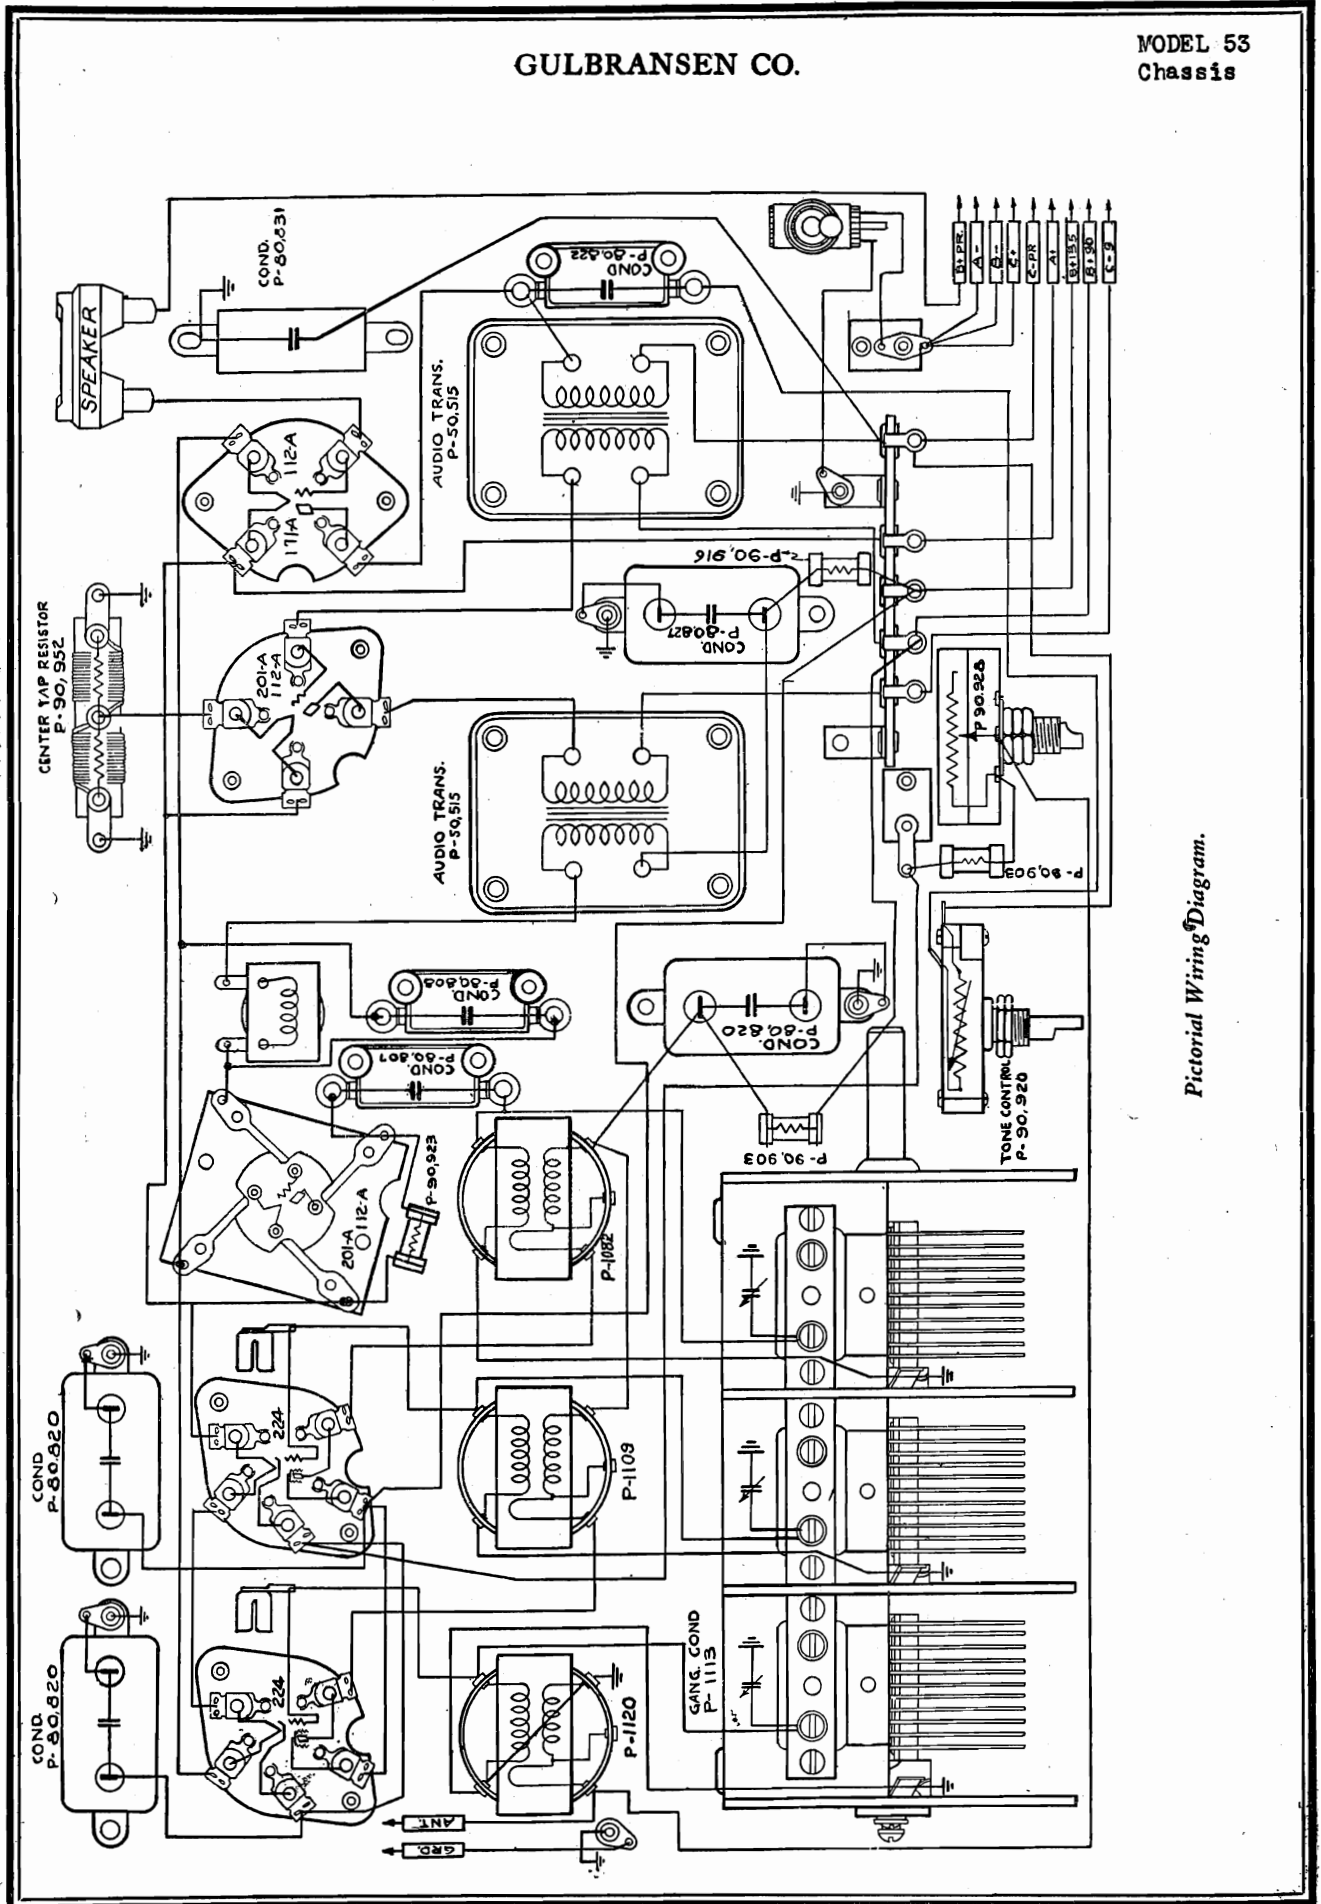 GULBRANSEN CO.
MODEL 53
Chassis
B+ PR.
A-
B-
C+
C-PR
A+
B+135
B+90
C-9
COND.
P-80,831
COND
P-80,822
SPEAKER
112-A
171-A
AUDIO TRANS.
P-50,515
P-90,916
COND.
P-80,827
CENTER TAP RESISTOR
P-90,952
201-A
112-A
P 90,928
AUDIO TRANS.
P-50,515
P-90,903
COND.
P-80,808
COND.
P-80,807
COND.
P-80,820
TONE CONTROL
P-90,920
P-90,903
P-90,923
201-A
112-A
P-1082
COND
P-80,820
224
P-1109
COND.
P-80,820
224
P-1120
GANG. COND
P-1113
ANT.
GRD.
Pictorial Wiring Diagram.